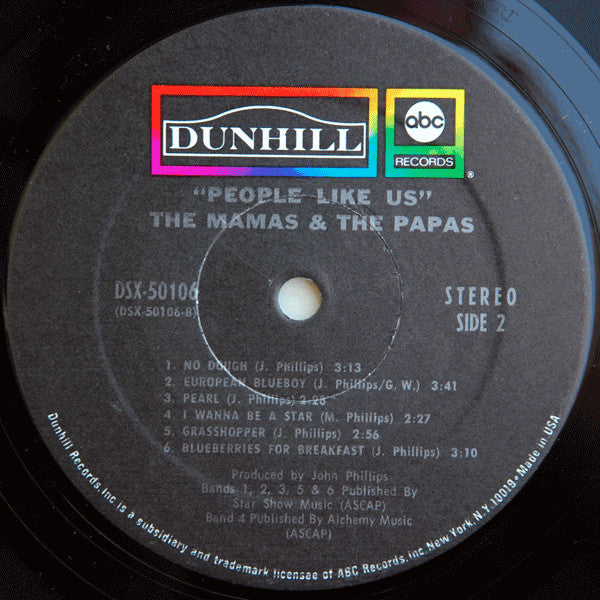 DUNHILL
abc
RECORDS
®
"PEOPLE LIKE US"
THE MAMAS & THE PAPAS
DSX-50106
(DSX-50106-B)
STEREO
SIDE 2
1. NO DOUGH (J. Phillips) 3:13
2. EUROPEAN BLUEBOY (J. Phillips/G. W.) 3:41
3. PEARL (J. Phillips) 2:28
4. I WANNA BE A STAR (M. Phillips) 2:27
5. GRASSHOPPER (J. Phillips) 2:56
6. BLUEBERRIES FOR BREAKFAST (J. Phillips) 3:10
Produced by John Phillips
Bands 1, 2, 3, 5 & 6 Published By
Star Show Music (ASCAP)
Band 4 Published By Alchemy Music
(ASCAP)
Dunhill Records, Inc. is a subsidiary and trademark licensee of ABC Records, Inc. New York, N.Y. 10019 • Made in USA